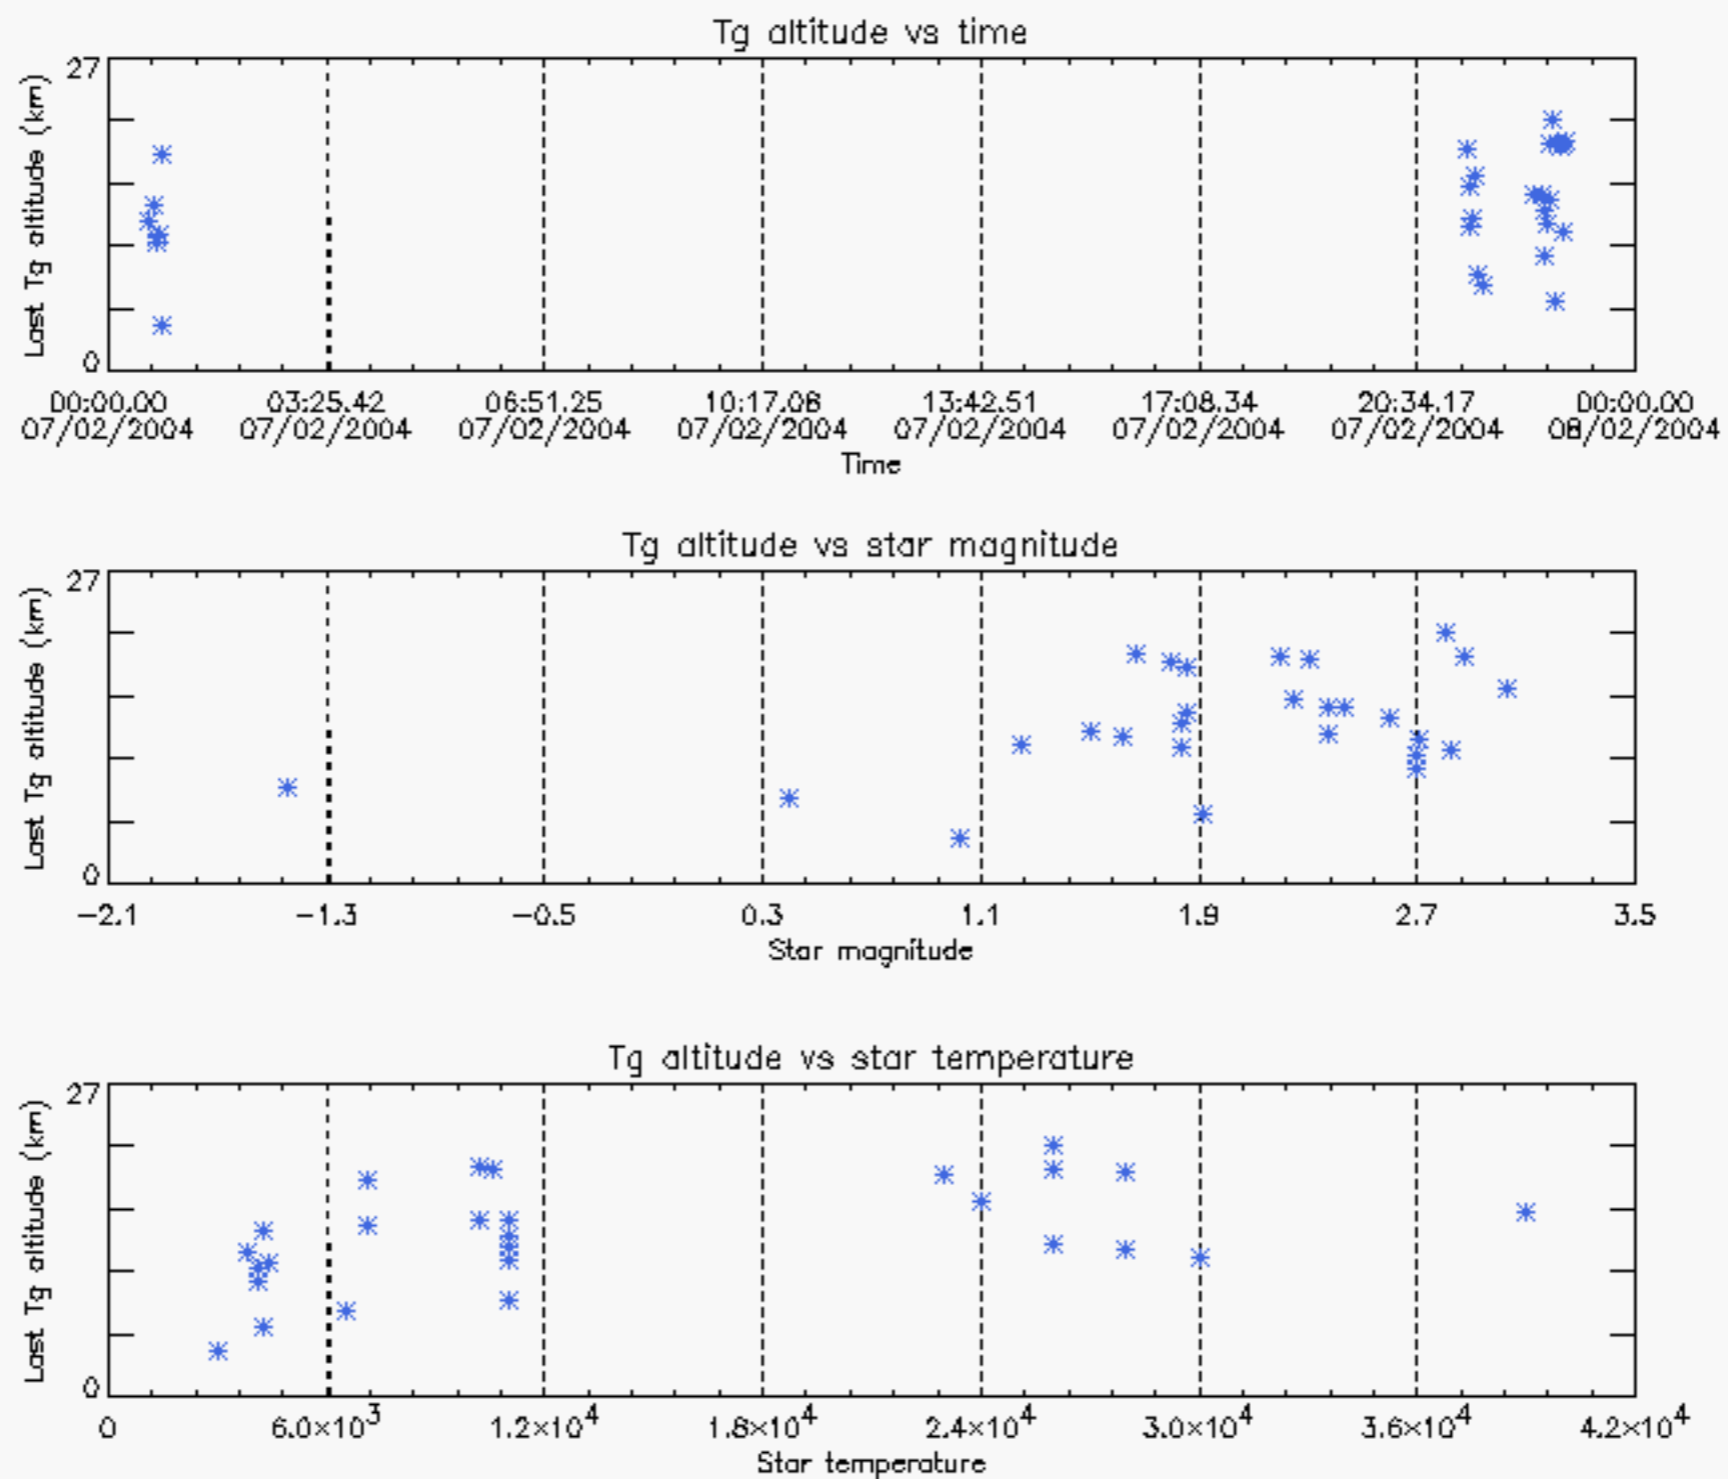 Tg altitude vs time
27
Last Tg altitude (km)
0
00:00.00 03:25.42 06:51.25 10:17.08 13:42.51 17:08.34 20:34.17 00:00.00
07/02/2004 07/02/2004 07/02/2004 07/02/2004 07/02/2004 07/02/2004 07/02/2004 08/02/2004
Time
Tg altitude vs star magnitude
27
Last Tg altitude (km)
0
−2.1 −1.3 −0.5 0.3 1.1 1.9 2.7 3.5
Star magnitude
Tg altitude vs star temperature
27
Last Tg altitude (km)
0
0 6.0×10³ 1.2×10⁴ 1.8×10⁴ 2.4×10⁴ 3.0×10⁴ 3.6×10⁴ 4.2×10⁴
Star temperature